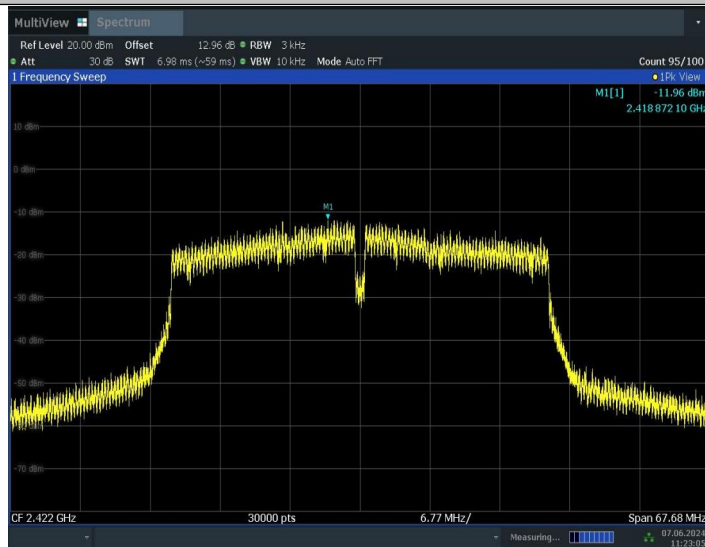 MultiView Spectrum
Ref Level 20.00 dBm Offset 12.96 dB RBW 3 kHz
Att 30 dB SWT 6.98 ms (~59 ms) VBW 10 kHz Mode Auto FFT Count 95/100
1 Frequency Sweep 1Pk View
M1[1] -11.96 dBm
2.418 872 10 GHz
10 dBm
0 dBm
M1
-10 dBm
-20 dBm
-30 dBm
-40 dBm
-50 dBm
-70 dBm
CF 2.422 GHz 30000 pts 6.77 MHz/ Span 67.68 MHz
Measuring... 07.06.2024
11:23:05